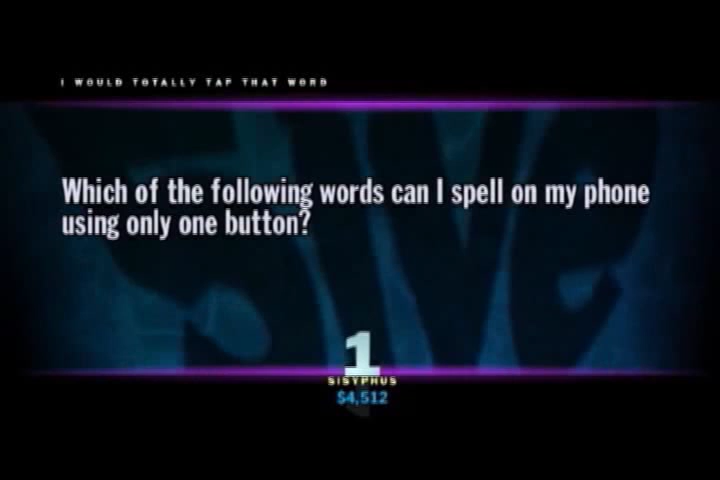 I WOULD TOTALLY TAP THAT WORD
Which of the following words can I spell on my phone
using only one button?
five
1
SISYPHUS
$4,512